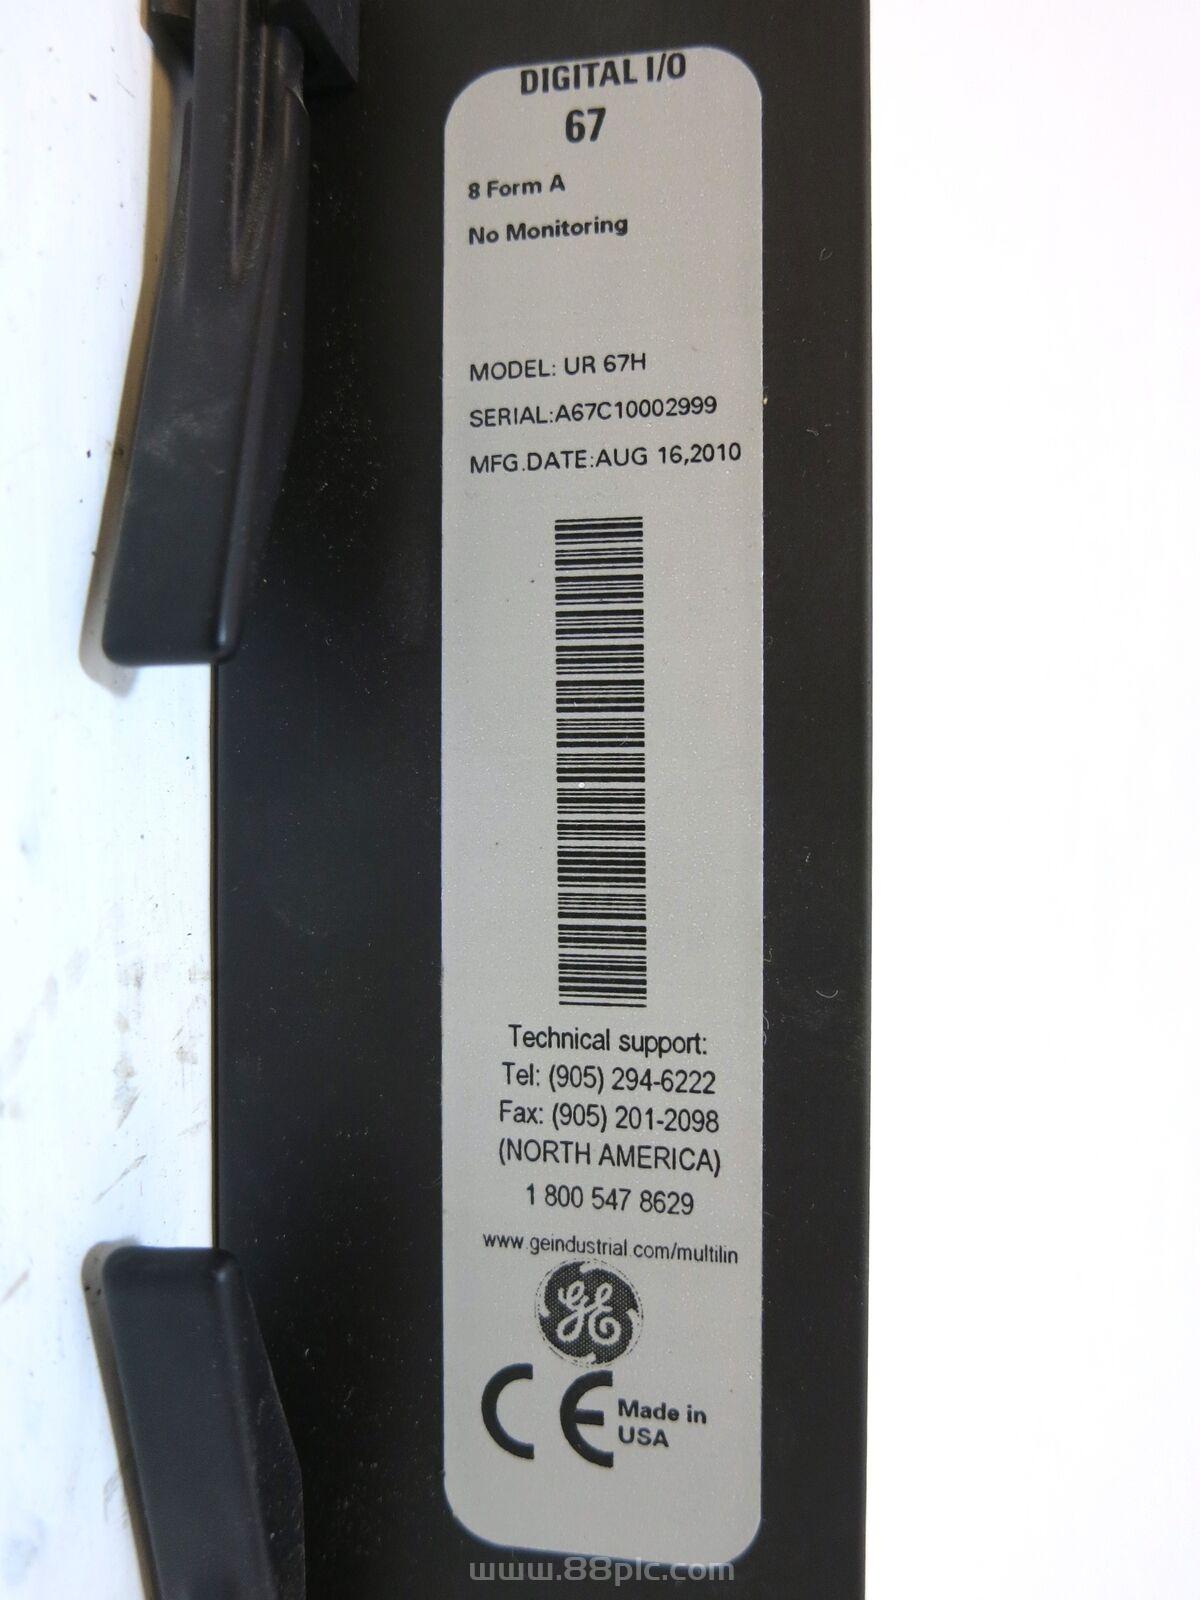 DIGITAL I/O
67
8 Form A
No Monitoring
MODEL: UR 67H
SERIAL:A67C10002999
MFG.DATE:AUG 16,2010
Technical support:
Tel: (905) 294-6222
Fax: (905) 201-2098
(NORTH AMERICA)
1 800 547 8629
www.geindustrial.com/multilin
GE
CE
Made in
USA
www.88plc.com